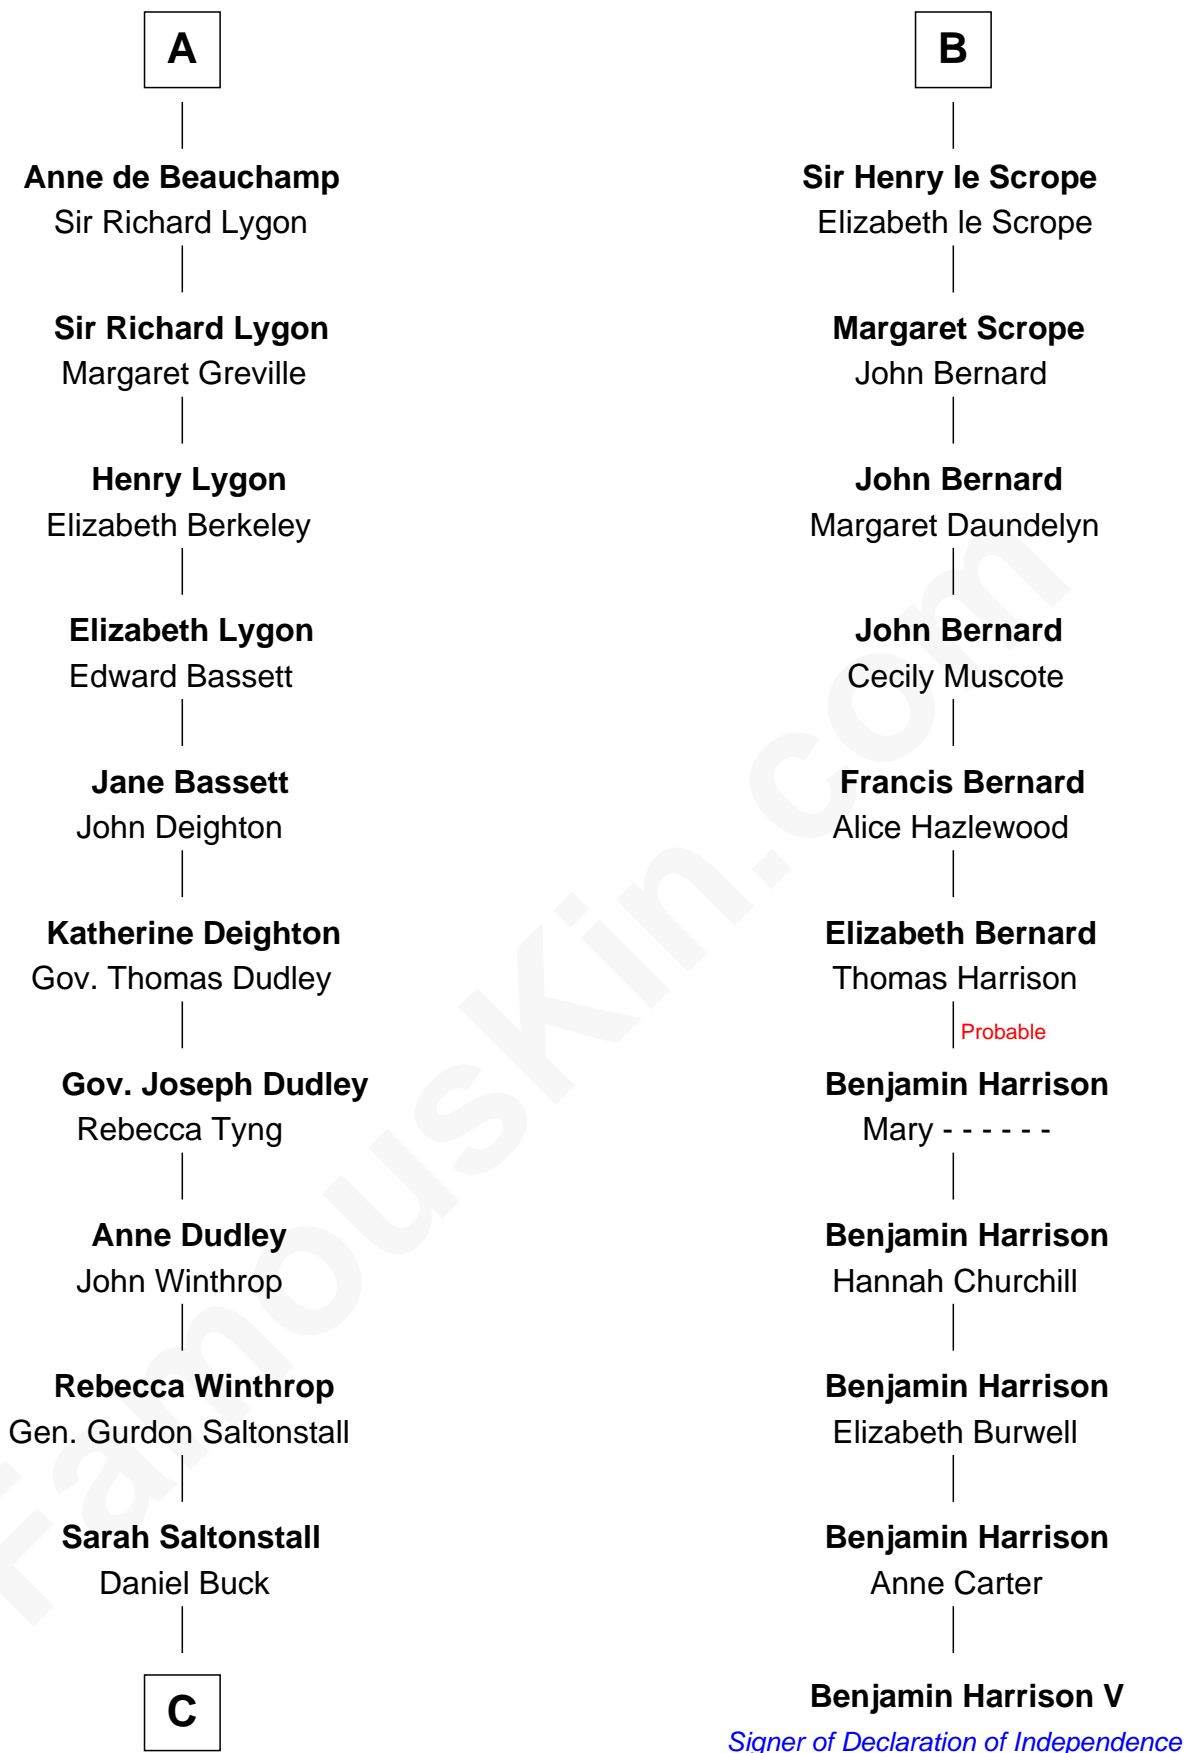 A
Anne de Beauchamp
Sir Richard Lygon
Sir Richard Lygon
Margaret Greville
Henry Lygon
Elizabeth Berkeley
Elizabeth Lygon
Edward Bassett
Jane Bassett
John Deighton
Katherine Deighton
Gov. Thomas Dudley
Gov. Joseph Dudley
Rebecca Tyng
Anne Dudley
John Winthrop
Rebecca Winthrop
Gen. Gurdon Saltonstall
Sarah Saltonstall
Daniel Buck
C
B
Sir Henry le Scrope
Elizabeth le Scrope
Margaret Scrope
John Bernard
John Bernard
Margaret Daundelyn
John Bernard
Cecily Muscote
Francis Bernard
Alice Hazlewood
Elizabeth Bernard
Thomas Harrison
Probable
Benjamin Harrison
Mary - - - - - -
Benjamin Harrison
Hannah Churchill
Benjamin Harrison
Elizabeth Burwell
Benjamin Harrison
Anne Carter
Benjamin Harrison V
Signer of Declaration of Independence
FamousKin.com